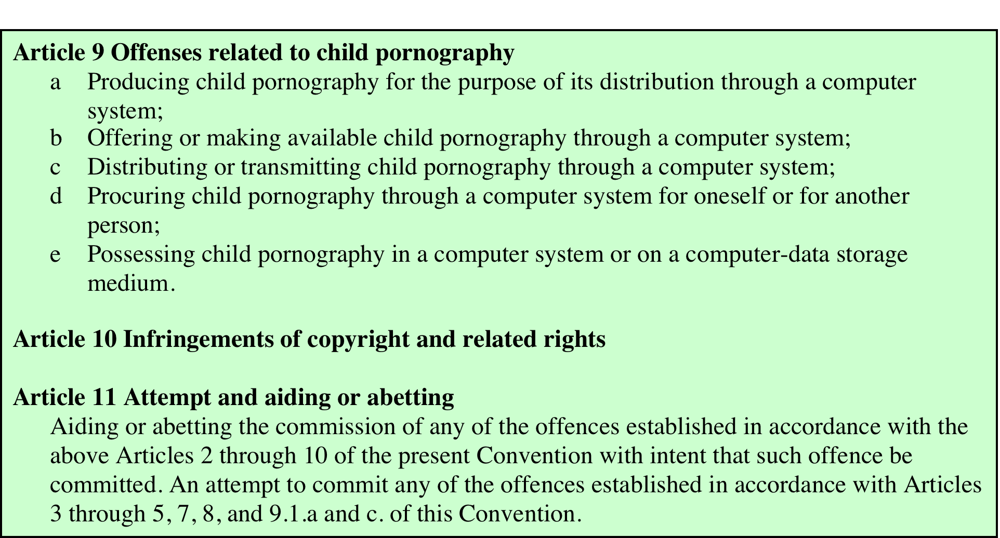 Article 9 Offenses related to child pornography
a Producing child pornography for the purpose of its distribution through a computer
system;
b Offering or making available child pornography through a computer system;
c Distributing or transmitting child pornography through a computer system;
d Procuring child pornography through a computer system for oneself or for another
person;
e Possessing child pornography in a computer system or on a computer-data storage
medium.
Article 10 Infringements of copyright and related rights
Article 11 Attempt and aiding or abetting
Aiding or abetting the commission of any of the offences established in accordance with the
above Articles 2 through 10 of the present Convention with intent that such offence be
committed. An attempt to commit any of the offences established in accordance with Articles
3 through 5, 7, 8, and 9.1.a and c. of this Convention.